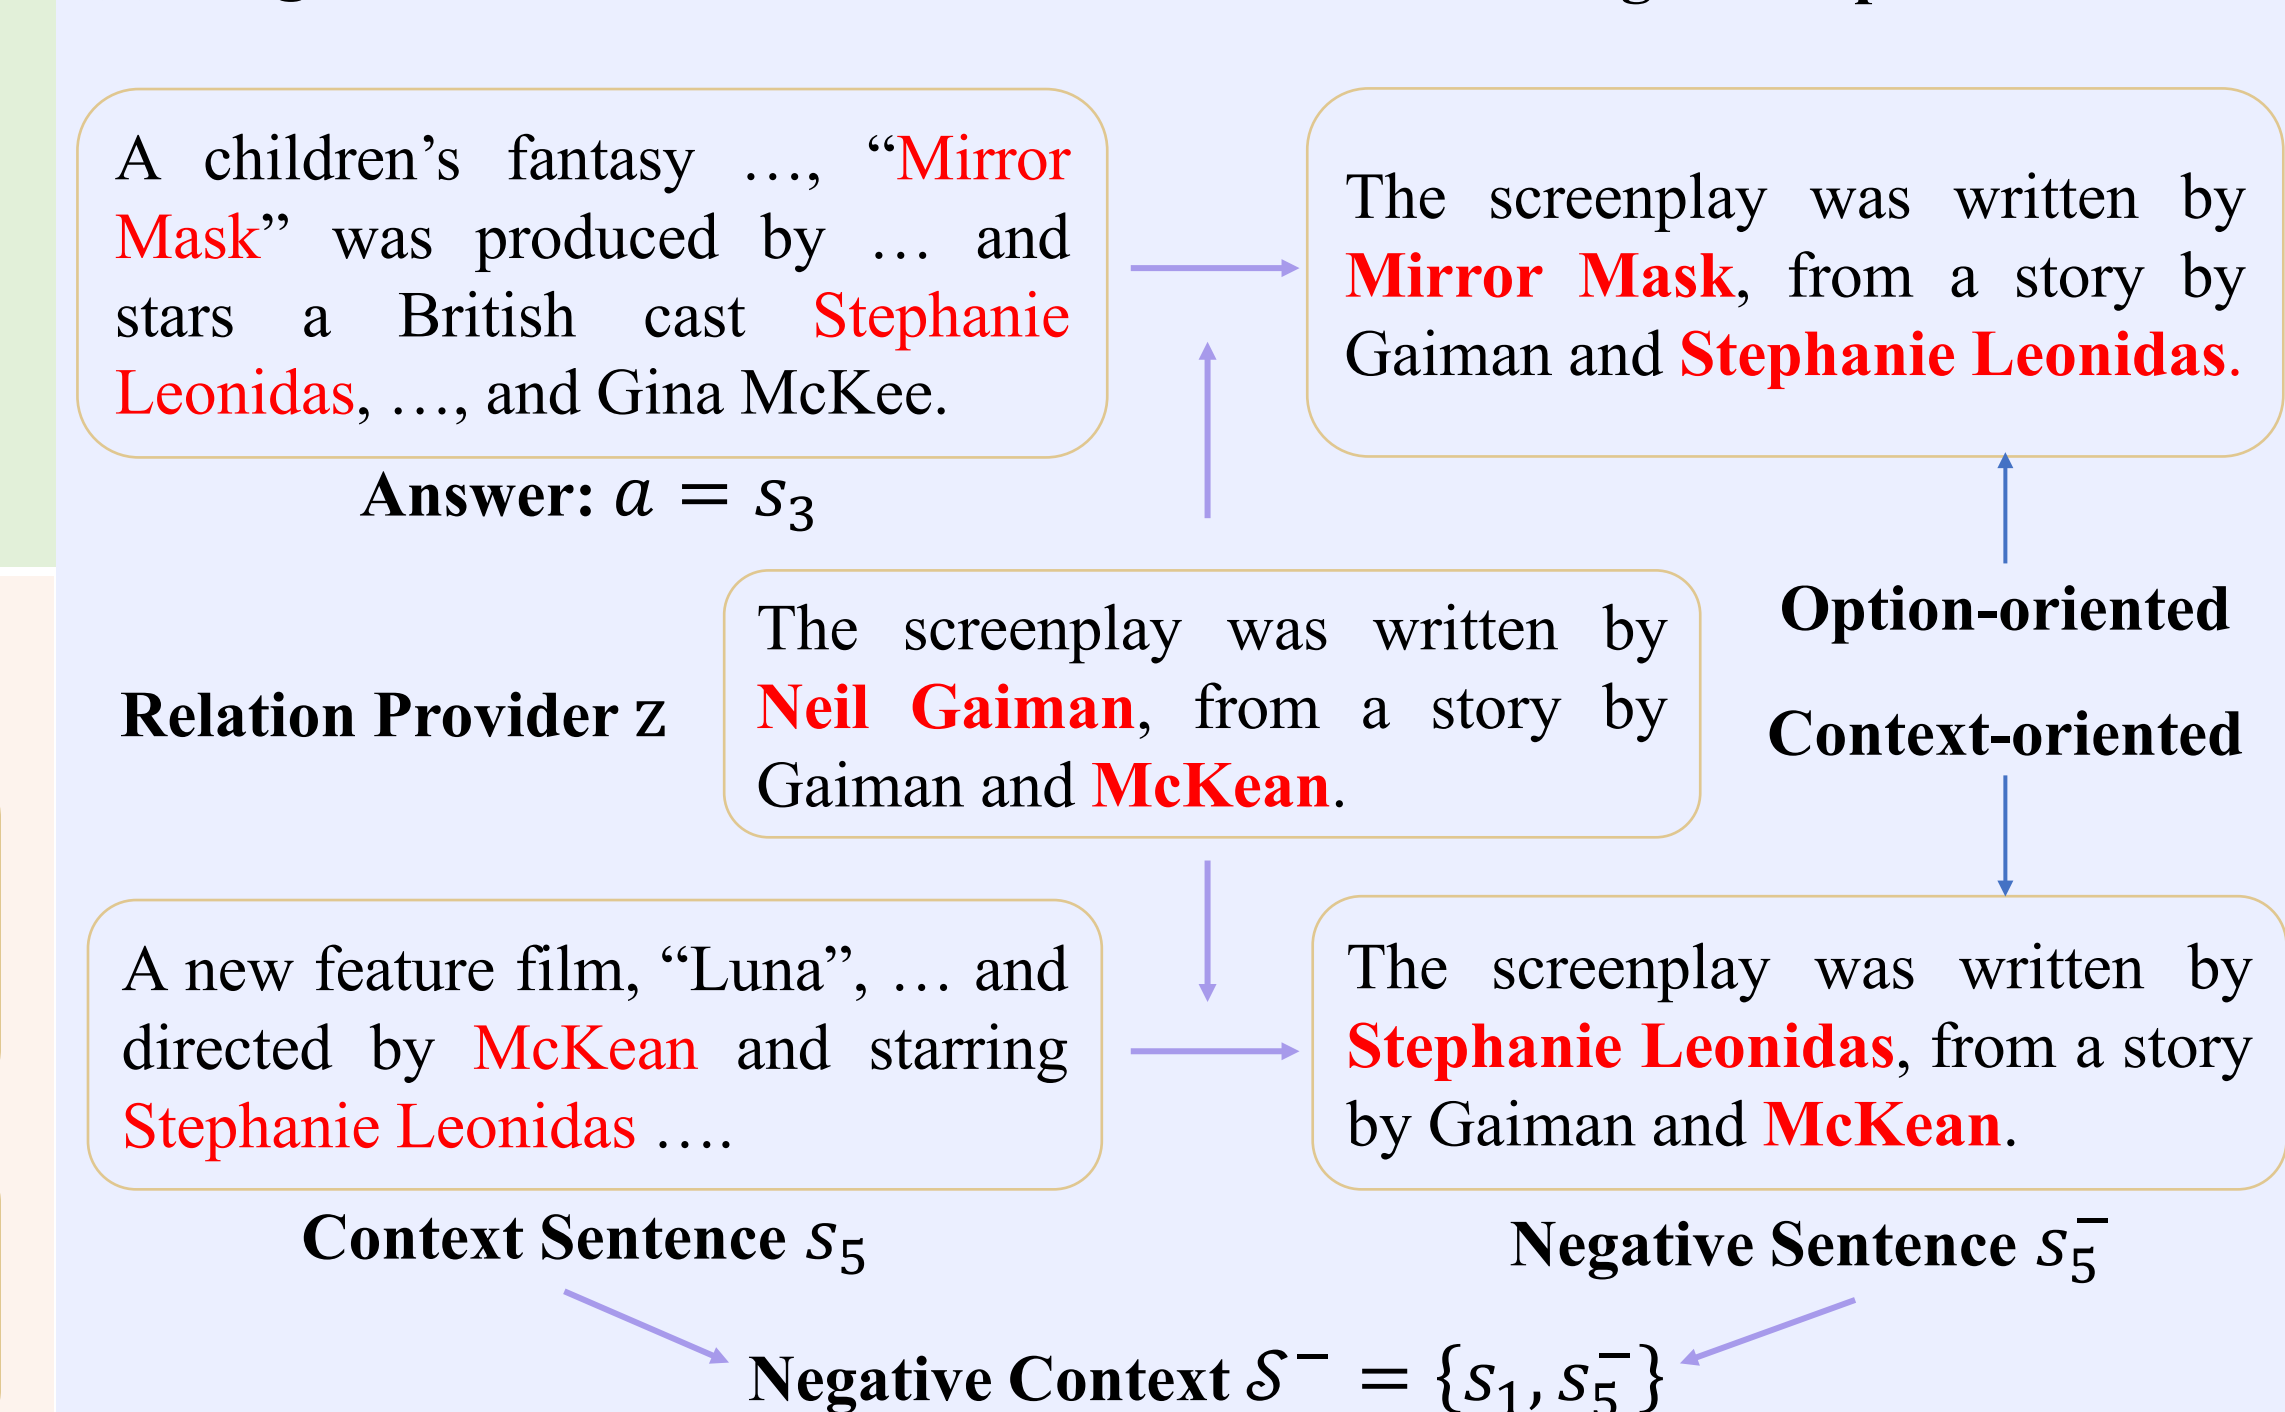 A children’s fantasy …, “Mirror
Mask” was produced by … and
stars a British cast Stephanie
Leonidas, …, and Gina McKee.
Answer: a = s₃
The screenplay was written by
Mirror Mask, from a story by
Gaiman and Stephanie Leonidas.
Relation Provider z
The screenplay was written by
Neil Gaiman, from a story by
Gaiman and McKean.
Option-oriented
Context-oriented
A new feature film, “Luna”, … and
directed by McKean and starring
Stephanie Leonidas ….
Context Sentence s₅
The screenplay was written by
Stephanie Leonidas, from a story
by Gaiman and McKean.
Negative Sentence s₅⁻
Negative Context 𝒮⁻ = {s₁, s₅⁻}